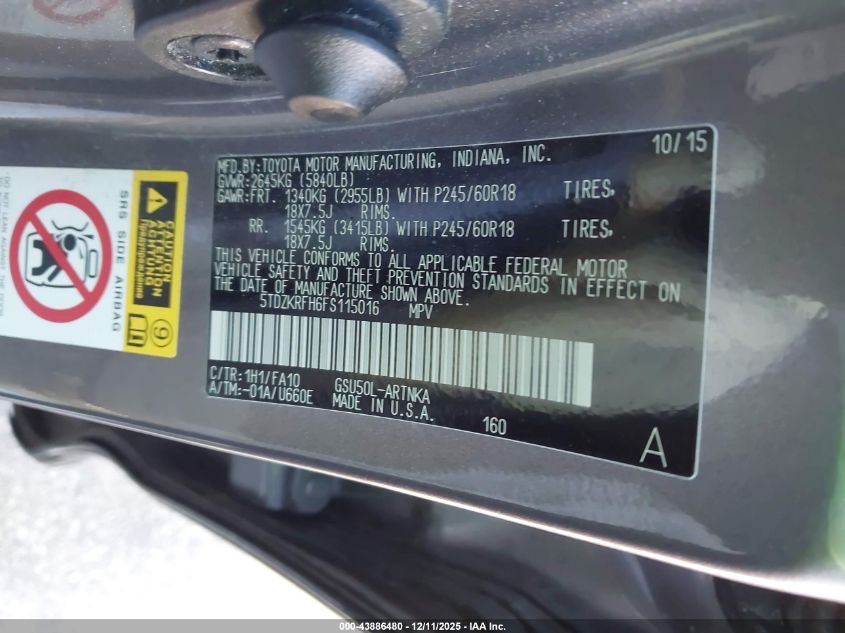 MFD.BY:TOYOTA MOTOR MANUFACTURING, INDIANA, INC. 10/15
GVWR:2645KG (5840LB)
GAWR:FRT. 1340KG (2955LB) WITH P245/60R18 TIRES,
18X7.5J RIMS.
RR. 1545KG (3415LB) WITH P245/60R18 TIRES,
18X7.5J RIMS.
THIS VEHICLE CONFORMS TO ALL APPLICABLE FEDERAL MOTOR
VEHICLE SAFETY AND THEFT PREVENTION STANDARDS IN EFFECT ON
THE DATE OF MANUFACTURE SHOWN ABOVE.
5TDZKRFH6FS115016 MPV
C/TR:1H1/FA10 GSU50L-ARTNKA
A/TM:-01A/U660E MADE IN U.S.A.
160
A
SRS SIDE AIRBAG
CAUTION
ATTENTION
9
000-43886480 - 12/11/2025 - IAA Inc.